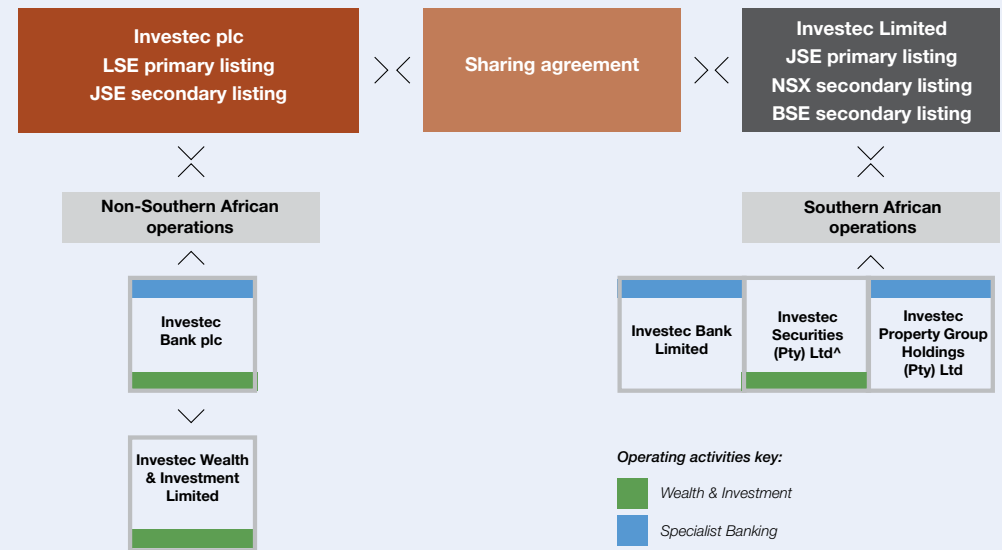 Investec plc
LSE primary listing
JSE secondary listing
Sharing agreement
Investec Limited
JSE primary listing
NSX secondary listing
BSE secondary listing
Non-Southern African
operations
Southern African
operations
Investec
Bank plc
Investec Bank
Limited
Investec
Securities
(Pty) Ltd^
Investec
Property Group
Holdings
(Pty) Ltd
Investec Wealth
& Investment
Limited
Operating activities key:
Wealth & Investment
Specialist Banking